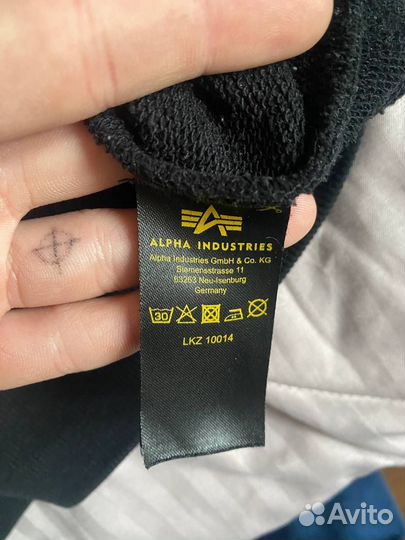 ALPHA INDUSTRIES
Alpha Industries GmbH & Co. KG
Siemensstrasse 11
63263 Neu-Isenburg
Germany
30
LKZ 10014
Avito